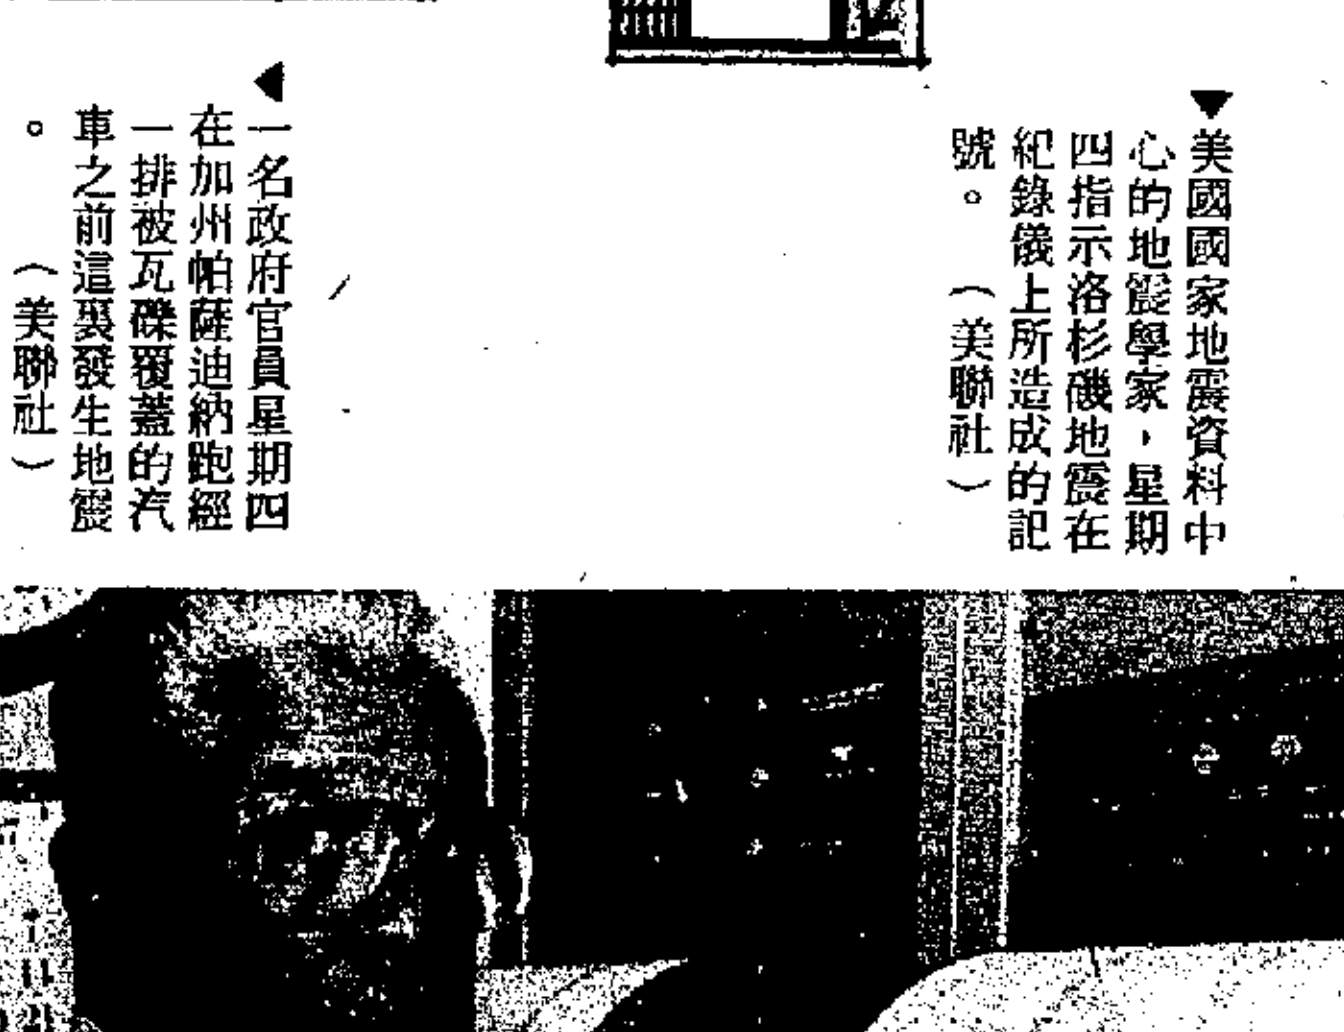 ▼美國國家地震資料中
心的地震學家，星期
四指示洛杉磯地震在
紀錄儀上所造成的記
號。（美聯社）
◀一名政府官員星期四
在加州帕薩迪納跑經
一排被瓦礫覆蓋的汽
車之前這裏發生地震
。（美聯社）